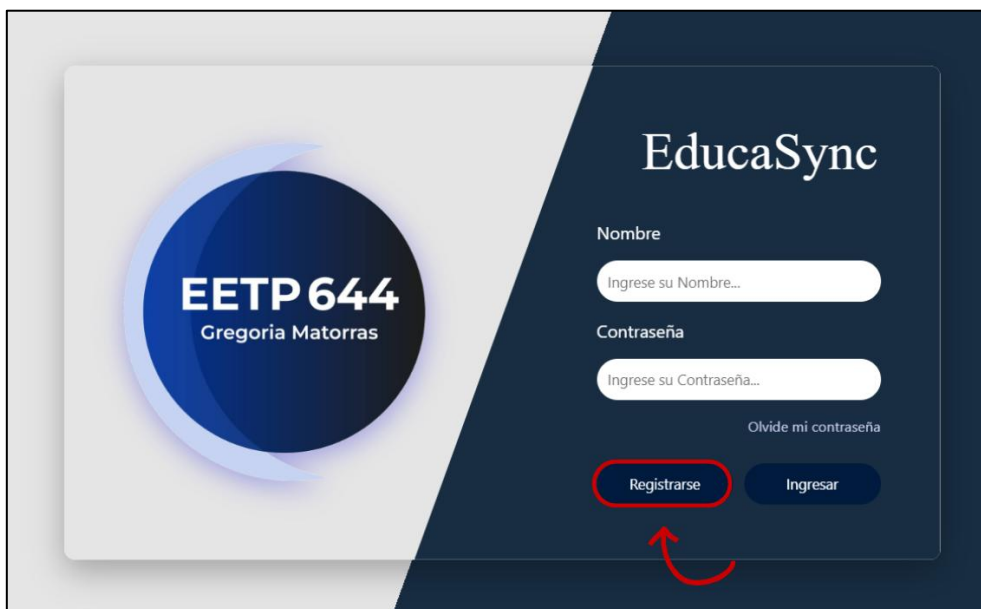 EETP 644
Gregoria Matorras
EducaSync
Nombre
Ingrese su Nombre...
Contraseña
Ingrese su Contraseña...
Olvide mi contraseña
Registrarse
Ingresar